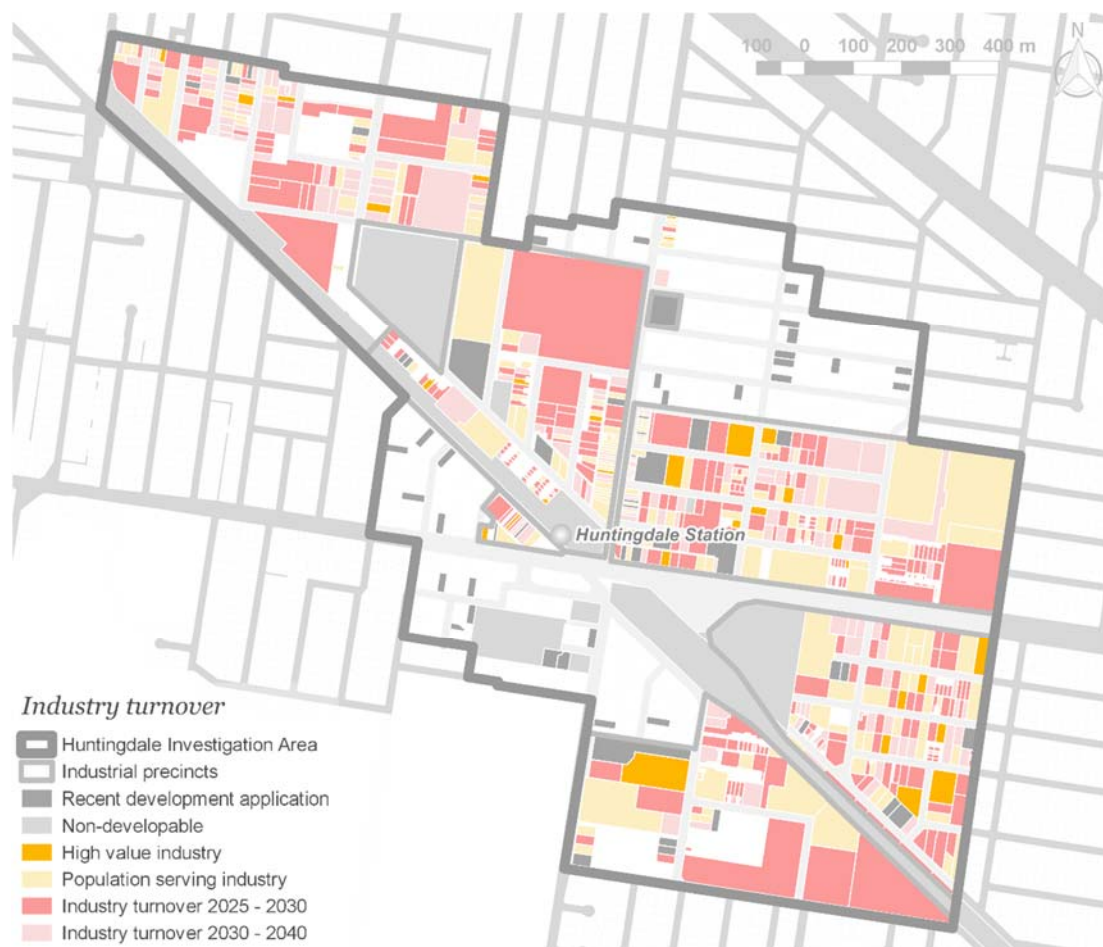 N
100 0 100 200 300 400 m
Huntingdale Station
Industry turnover
Huntingdale Investigation Area
Industrial precincts
Recent development application
Non-developable
High value industry
Population serving industry
Industry turnover 2025 - 2030
Industry turnover 2030 - 2040